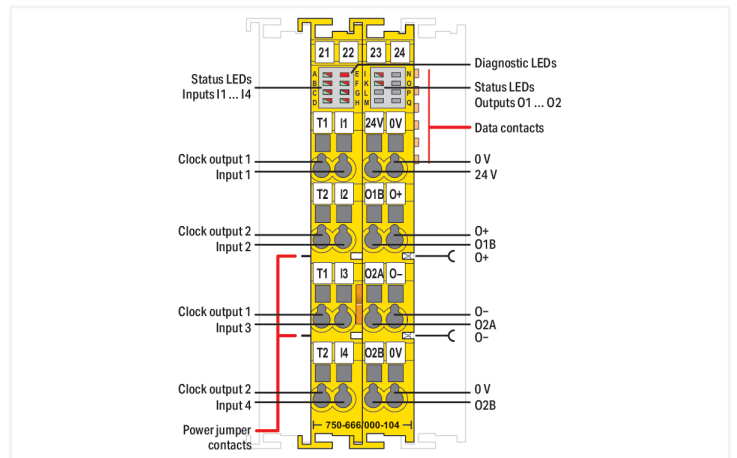 21 22 23 24
Diagnostic LEDs
Status LEDs
Inputs I1 ... I4
A E I N
B F K O
C G L P
D H M Q
Status LEDs
Outputs O1 ... O2
Data contacts
T1 I1 24V 0V
Clock output 1
Input 1
0 V
24 V
T2 I2 O1B O+
Clock output 2
Input 2
O+
O1B
O+
T1 I3 O2A O–
Clock output 1
Input 3
O–
O2A
O–
T2 I4 O2B 0V
Clock output 2
Input 4
0 V
O2B
Power jumper
contacts
750-666/000-104